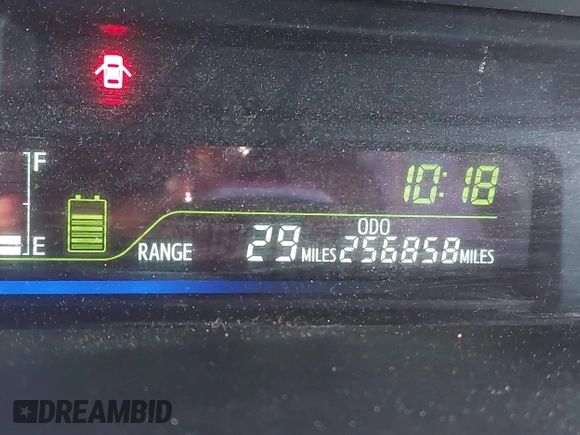 F
10:18
E
ODO
RANGE 29 MILES 256858 MILES
DREAMBID